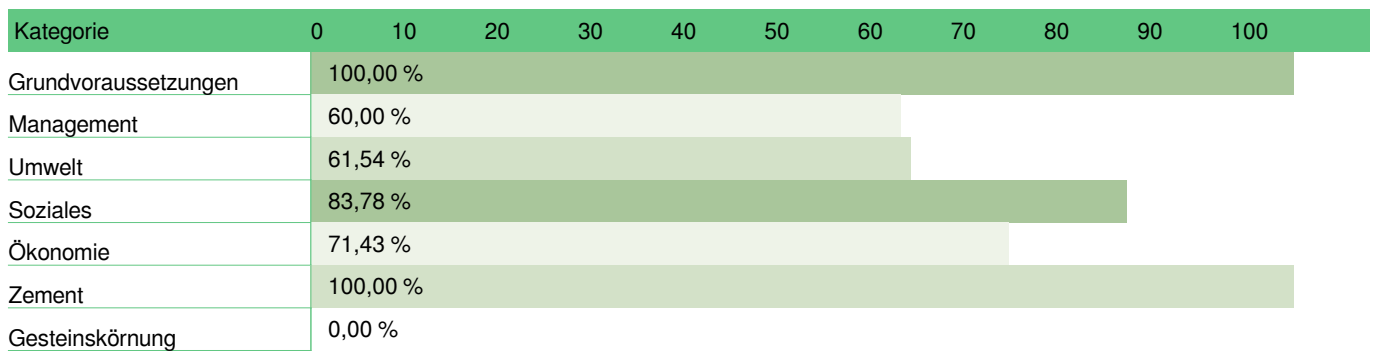 Kategorie 0 10 20 30 40 50 60 70 80 90 100
Grundvoraussetzungen 100,00 %
Management 60,00 %
Umwelt 61,54 %
Soziales 83,78 %
Ökonomie 71,43 %
Zement 100,00 %
Gesteinskörnung 0,00 %